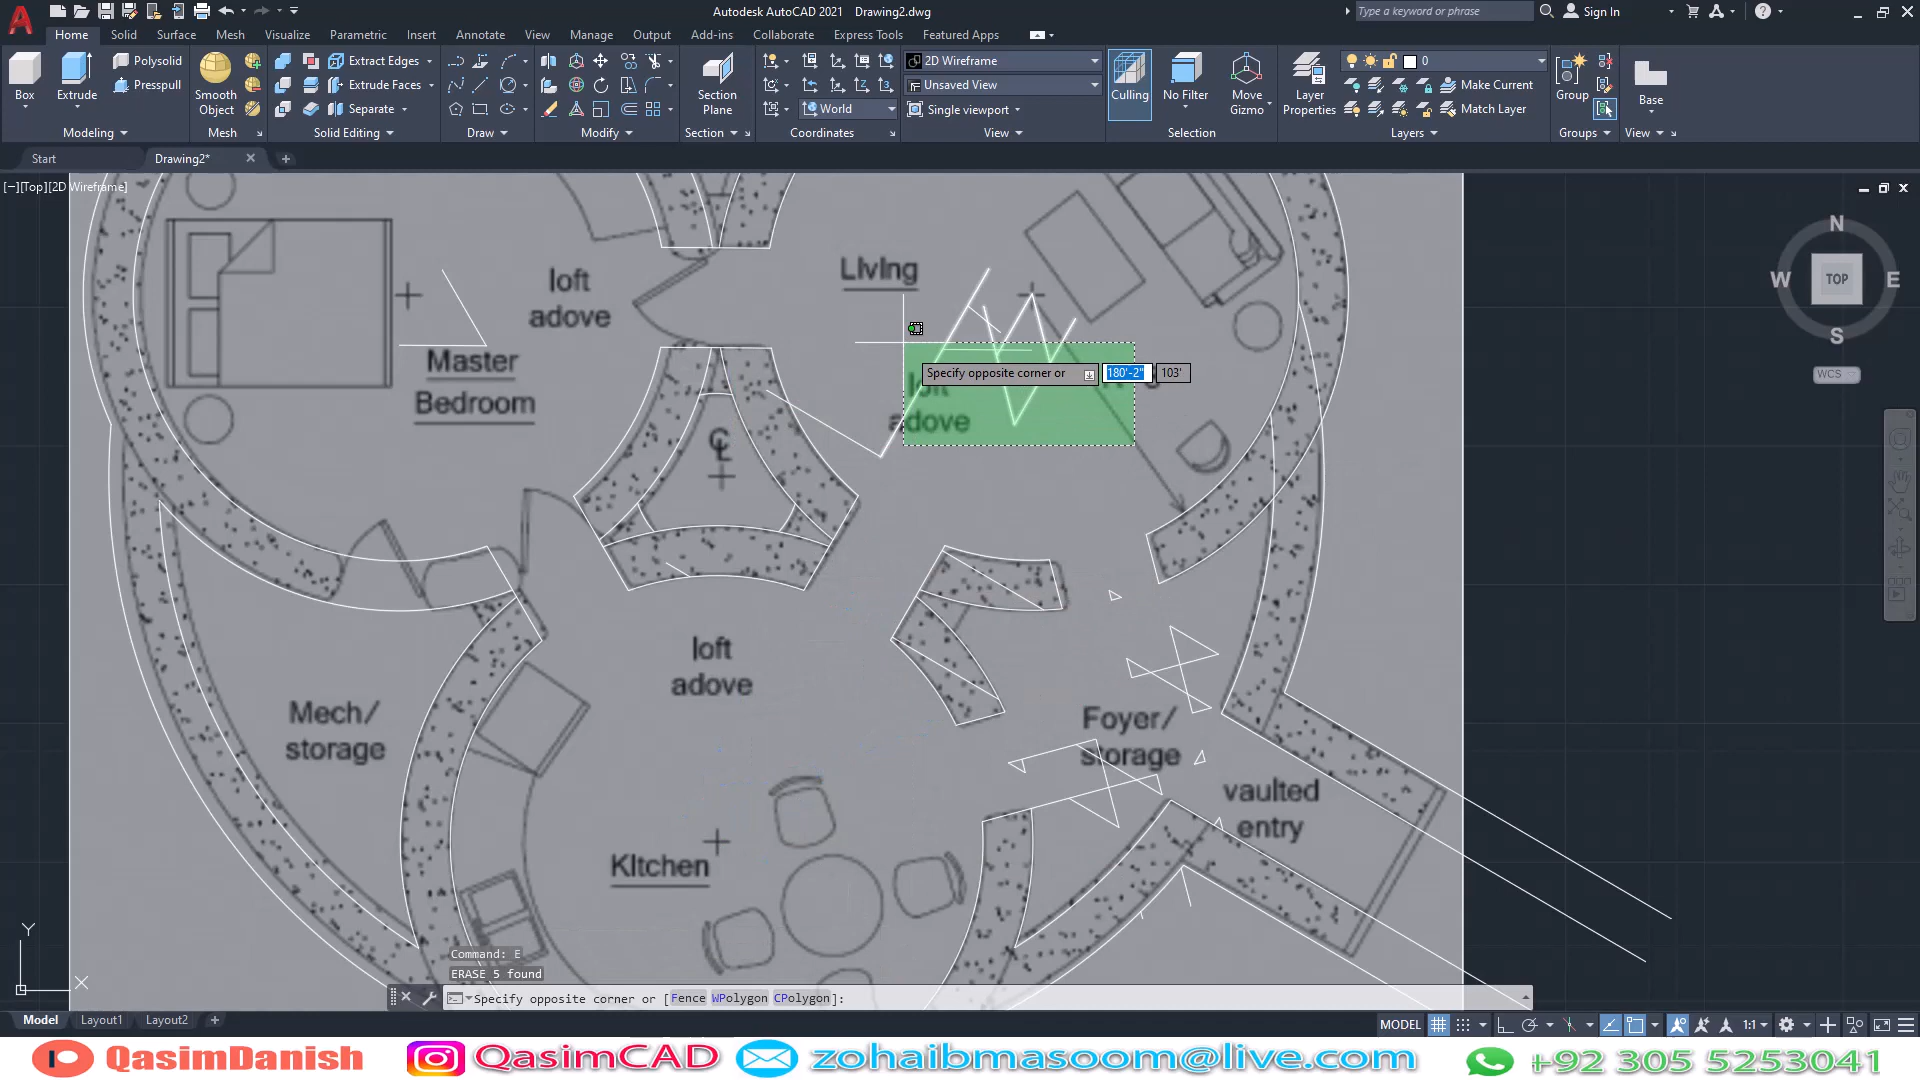 Autodesk AutoCAD 2021 Drawing2.dwg
Type a keyword or phrase
Sign In
Home Solid Surface Mesh Visualize Parametric Insert Annotate View Manage Output Add-ins Collaborate Express Tools Featured Apps
Box
Extrude
Polysolid
Presspull
Modeling
Smooth Object
Mesh
Extract Edges
Extrude Faces
Separate
Solid Editing
Draw
Modify
Section Plane
Section
World
Coordinates
2D Wireframe
Unsaved View
Single viewport
View
Culling
No Filter
Move Gizmo
Selection
Layer Properties
0
Make Current
Match Layer
Layers
Group
Groups
Base
View
Start
Drawing2*
[−][Top][2D Wireframe]
N
W
TOP
E
S
WCS
Living
loft
adove
Master
Bedroom
loft
adove
Specify opposite corner or
180'-2"
103'
CL
loft
adove
Mech/
storage
Foyer/
storage
vaulted
entry
Kitchen
Y
X
Command: E
ERASE 5 found
Specify opposite corner or [Fence WPolygon CPolygon]:
Model Layout1 Layout2
MODEL
1:1
QasimDanish
QasimCAD
zohaibmasoom@live.com
+92 305 5253041